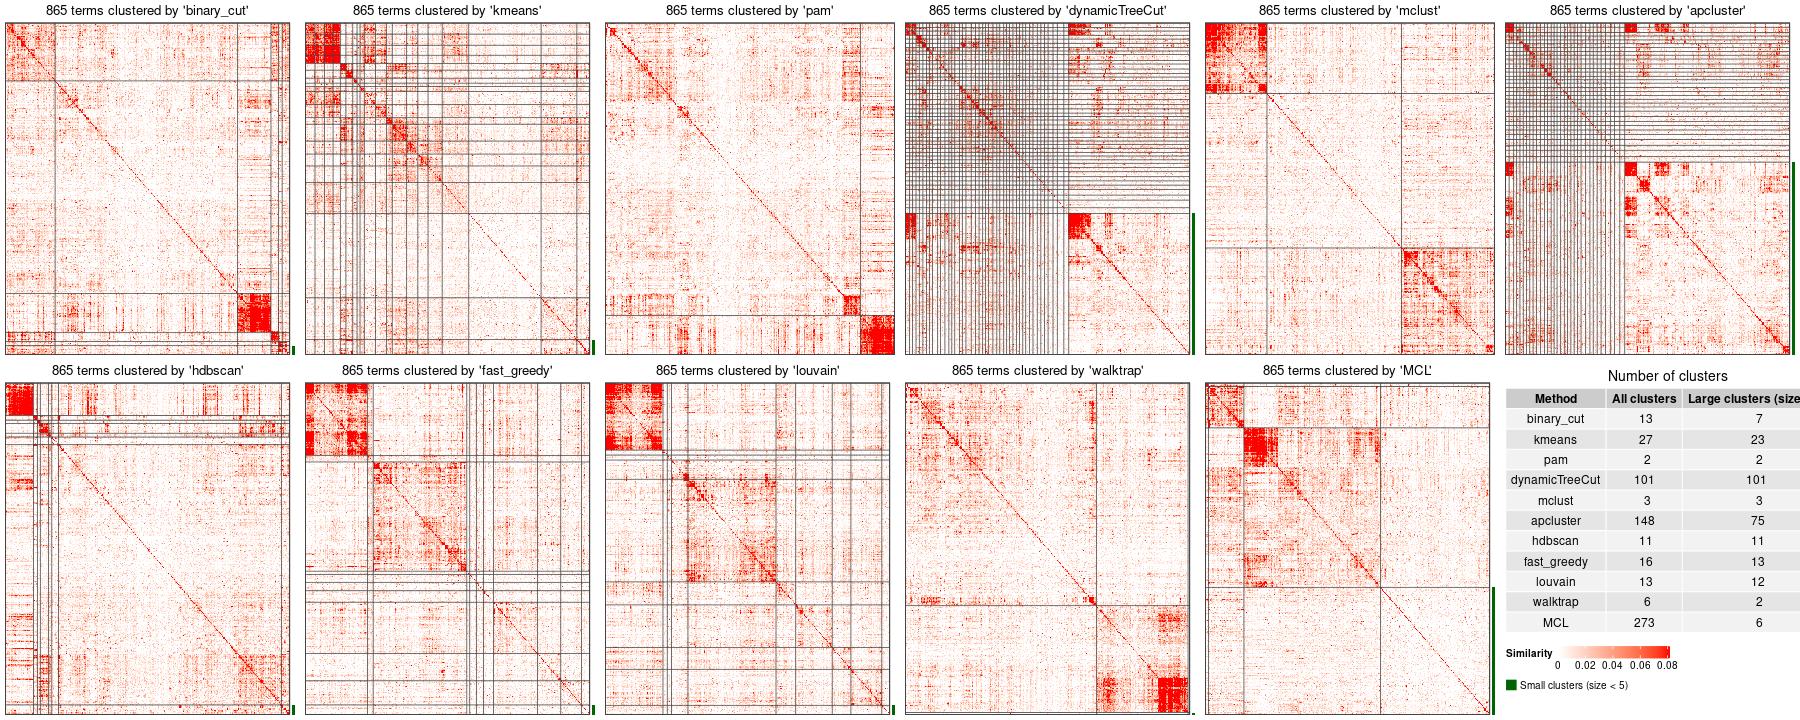 865 terms clustered by 'binary_cut'
865 terms clustered by 'kmeans'
865 terms clustered by 'pam'
865 terms clustered by 'dynamicTreeCut'
865 terms clustered by 'mclust'
865 terms clustered by 'apcluster'
865 terms clustered by 'hdbscan'
865 terms clustered by 'fast_greedy'
865 terms clustered by 'louvain'
865 terms clustered by 'walktrap'
865 terms clustered by 'MCL'
Number of clusters
Method All clusters Large clusters (size
binary_cut 13 7
kmeans 27 23
pam 2 2
dynamicTreeCut 101 101
mclust 3 3
apcluster 148 75
hdbscan 11 11
fast_greedy 16 13
louvain 13 12
walktrap 6 2
MCL 273 6
Similarity
0 0.02 0.04 0.06 0.08
Small clusters (size < 5)